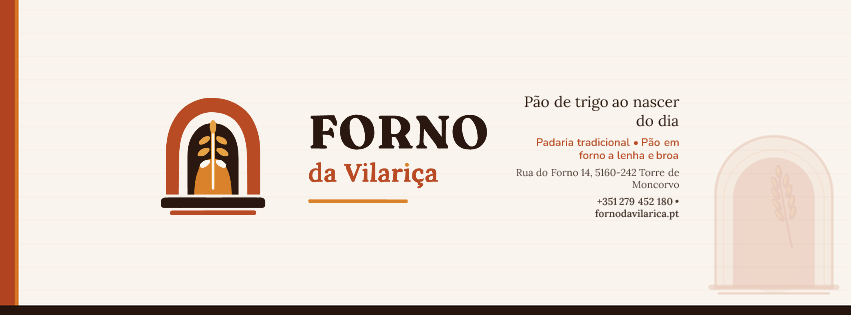 FORNO
da Vilariça
Pão de trigo ao nascer
do dia
Padaria tradicional • Pão em
forno a lenha e broa
Rua do Forno 14, 5160-242 Torre de
Moncorvo
+351 279 452 180 •
fornodavilarica.pt